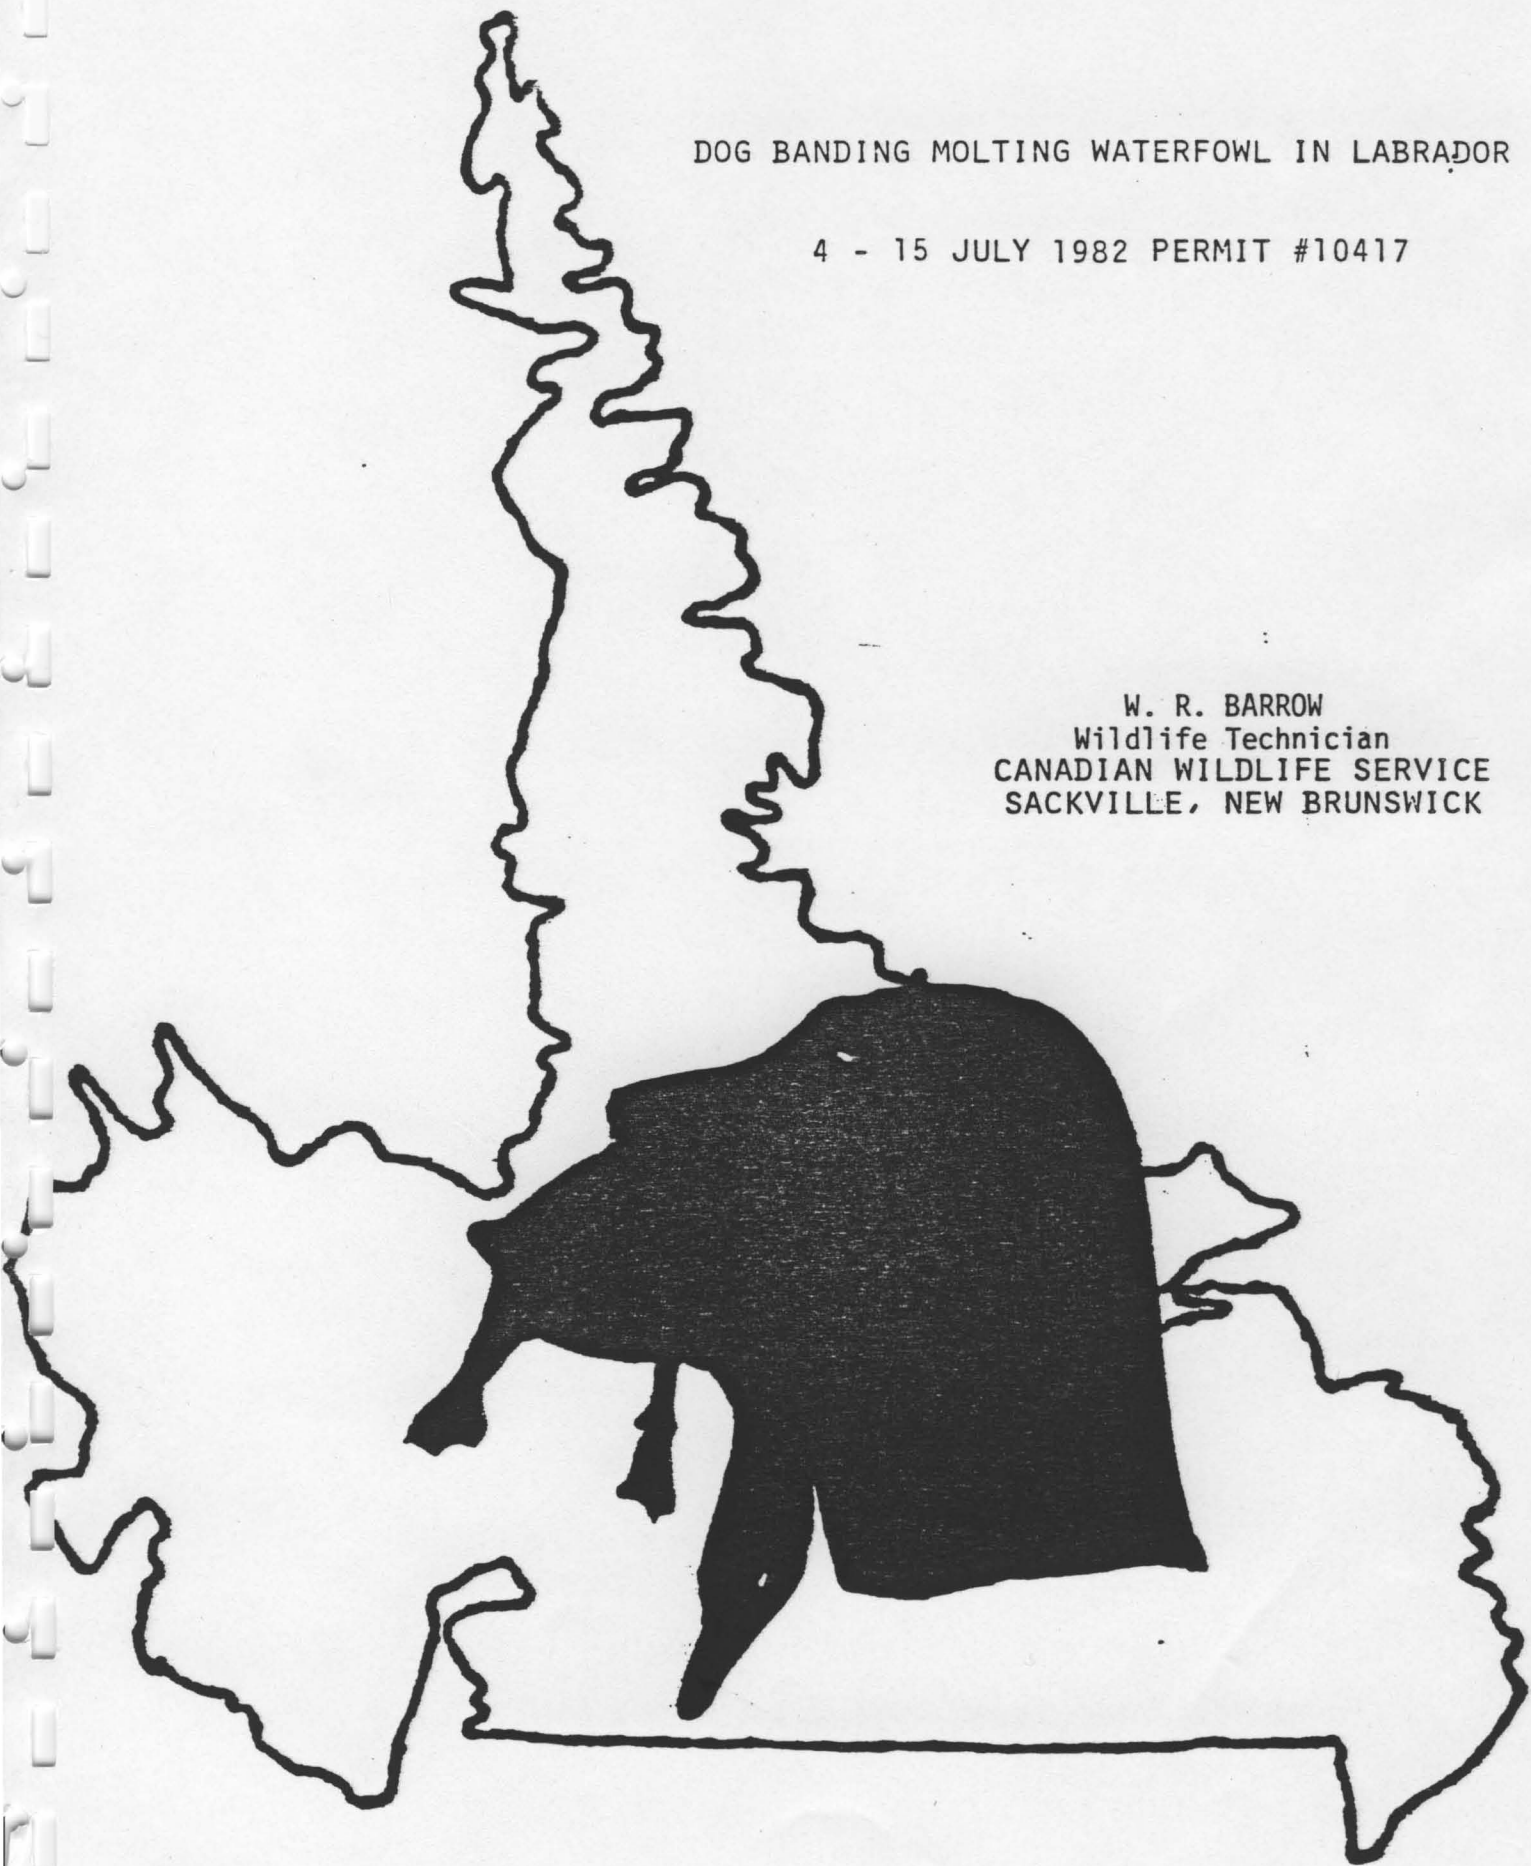 DOG BANDING MOLTING WATERFOWL IN LABRADOR
4 - 15 JULY 1982 PERMIT #10417
W. R. BARROW
Wildlife Technician
CANADIAN WILDLIFE SERVICE
SACKVILLE, NEW BRUNSWICK